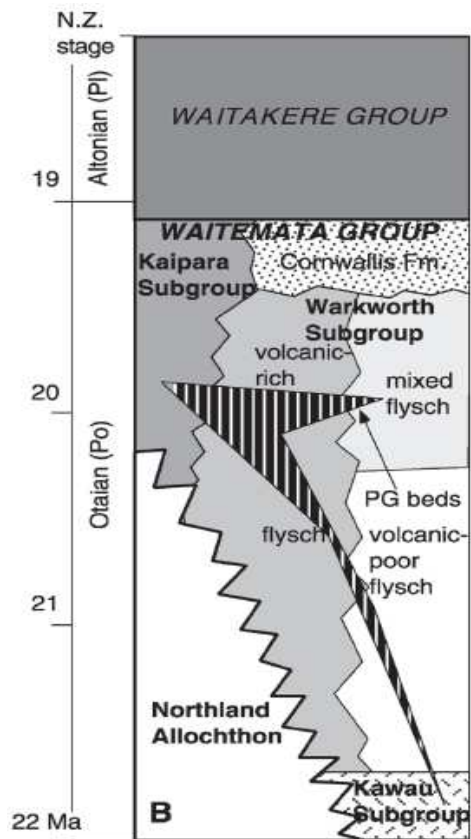 N.Z.
stage
Altonian (Pl)
19
Otaian (Po)
20
21
22 Ma
WAITAKERE GROUP
WAITEMATA GROUP
Kaipara
Subgroup
Cornwallis Fm.
Warkworth
Subgroup
volcanic-
rich
mixed
flysch
PG beds
flysch
volcanic-
poor
flysch
Northland
Allochthon
B
Kawau
Subgroup